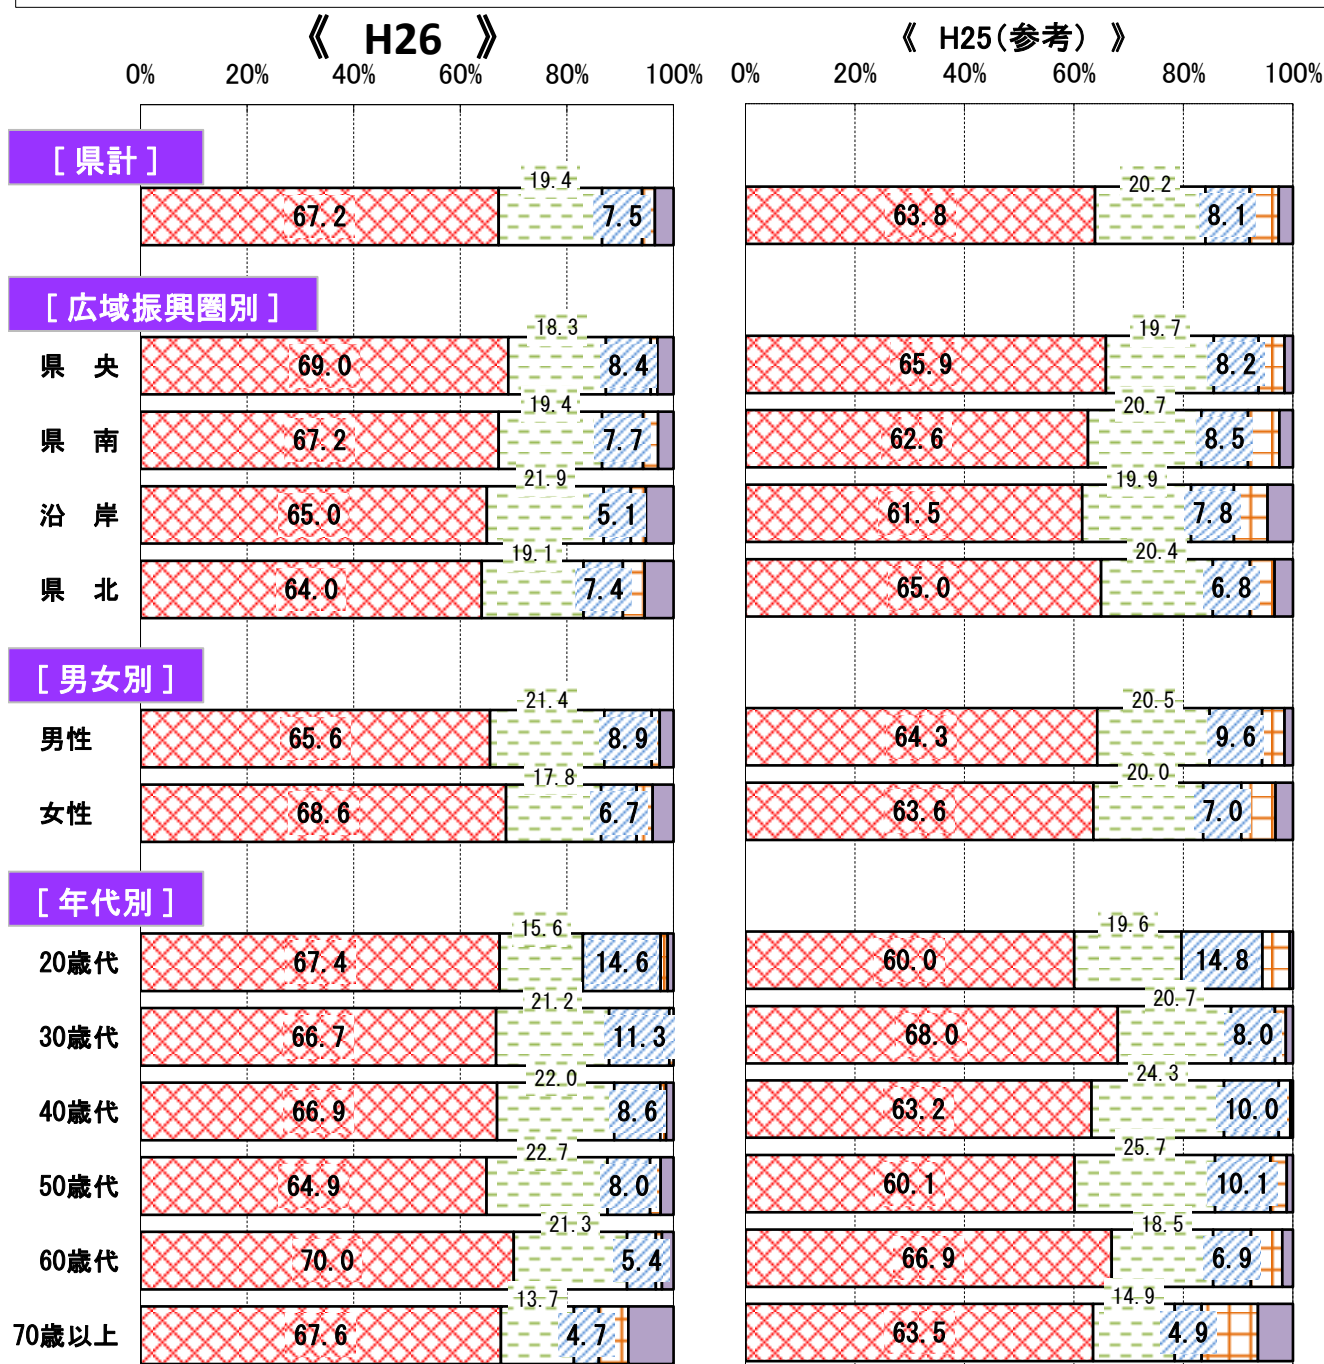 《 H26 》 《 H25(参考) 》
0% 20% 40% 60% 80% 100% 0% 20% 40% 60% 80% 100%
[ 県計 ]
19.4 20.2
67.2 7.5 63.8 8.1
[ 広域振興圏別 ]
18.3 19.7
県 央 69.0 8.4 65.9 8.2
19.4 20.7
県 南 67.2 7.7 62.6 8.5
21.9 19.9
沿 岸 65.0 5.1 61.5 7.8
19.1 20.4
県 北 64.0 7.4 65.0 6.8
[ 男女別 ]
21.4 20.5
男性 65.6 8.9 64.3 9.6
17.8 20.0
女性 68.6 6.7 63.6 7.0
[ 年代別 ]
15.6 19.6
20歳代 67.4 14.6 60.0 14.8
21.2 20.7
30歳代 66.7 11.3 68.0 8.0
22.0 24.3
40歳代 66.9 8.6 63.2 10.0
22.7 25.7
50歳代 64.9 8.0 60.1 10.1
21.3 18.5
60歳代 70.0 5.4 66.9 6.9
13.7 14.9
70歳以上 67.6 4.7 63.5 4.9